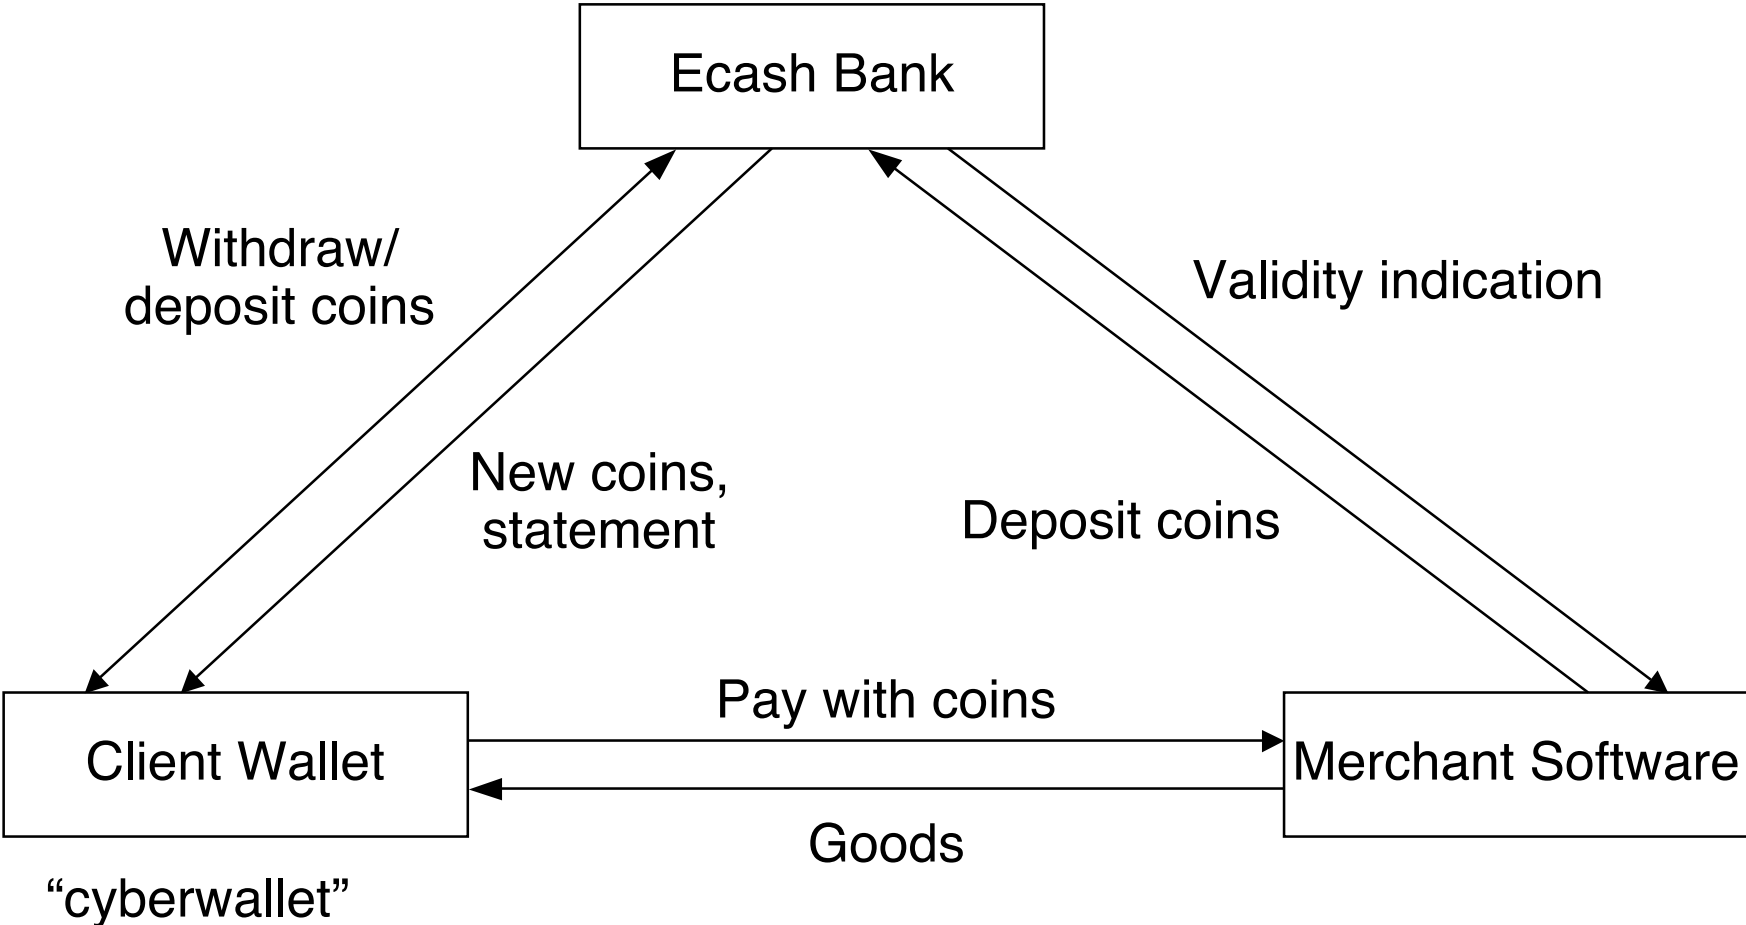 Ecash Bank
Withdraw/
deposit coins
Validity indication
New coins,
statement
Deposit coins
Pay with coins
Client Wallet
Merchant Software
Goods
“cyberwallet”